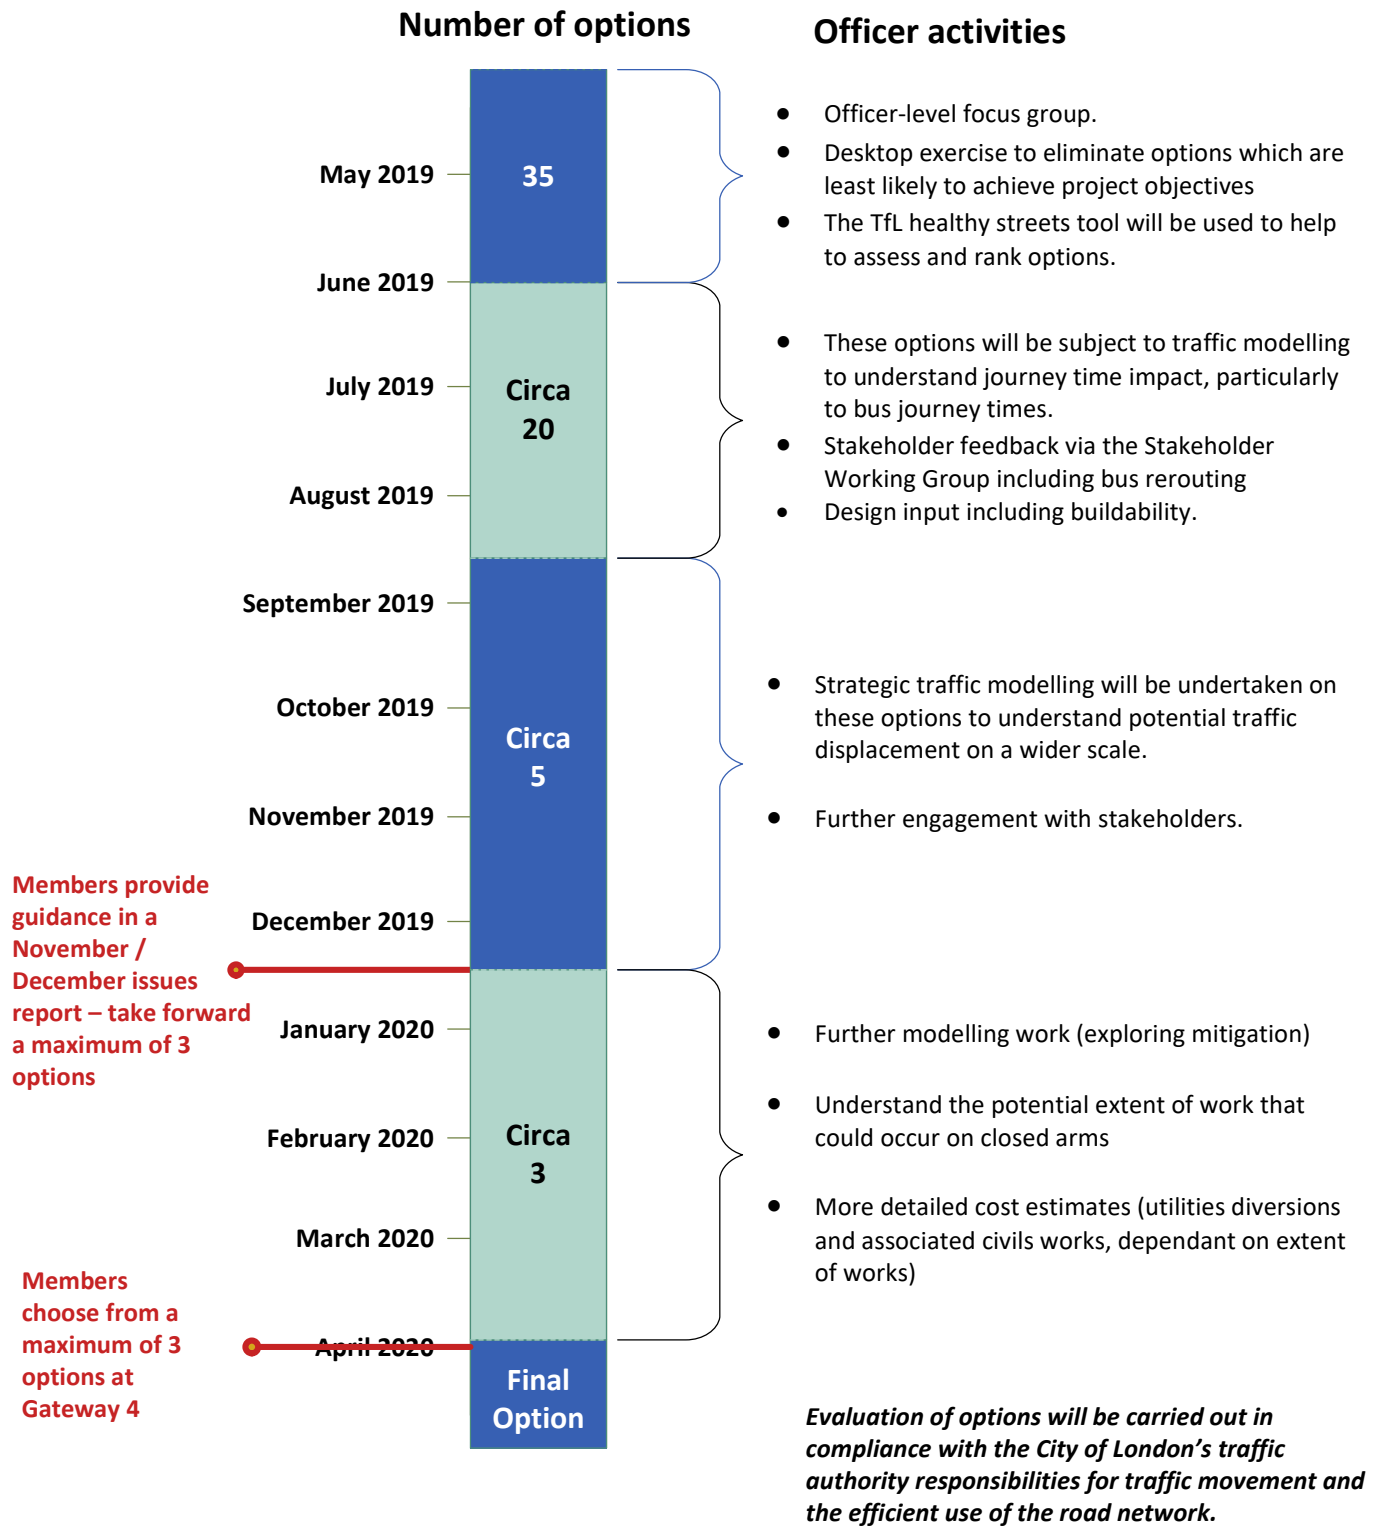 Number of options
Officer activities
May 2019
June 2019
July 2019
August 2019
September 2019
October 2019
November 2019
December 2019
January 2020
February 2020
March 2020
April 2020
35
Circa
20
Circa
5
Circa
3
Final
Option
Members provide
guidance in a
November /
December issues
report – take forward
a maximum of 3
options
Members
choose from a
maximum of 3
options at
Gateway 4
● Officer-level focus group.
● Desktop exercise to eliminate options which are
least likely to achieve project objectives
● The TfL healthy streets tool will be used to help
to assess and rank options.
● These options will be subject to traffic modelling
to understand journey time impact, particularly
to bus journey times.
● Stakeholder feedback via the Stakeholder
Working Group including bus rerouting
● Design input including buildability.
● Strategic traffic modelling will be undertaken on
these options to understand potential traffic
displacement on a wider scale.
● Further engagement with stakeholders.
● Further modelling work (exploring mitigation)
● Understand the potential extent of work that
could occur on closed arms
● More detailed cost estimates (utilities diversions
and associated civils works, dependant on extent
of works)
Evaluation of options will be carried out in
compliance with the City of London’s traffic
authority responsibilities for traffic movement and
the efficient use of the road network.